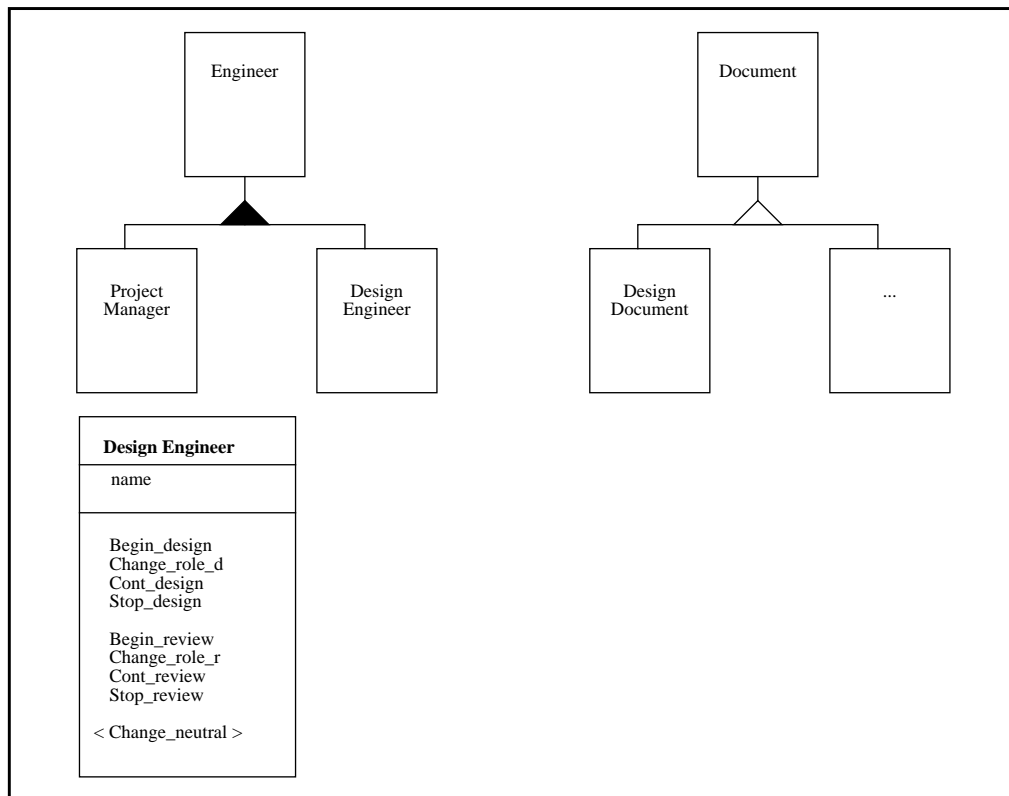 Engineer
Document
Project
Manager
Design
Engineer
Design
Document
...
Design Engineer
name
Begin_design
Change_role_d
Cont_design
Stop_design
Begin_review
Change_role_r
Cont_review
Stop_review
< Change_neutral >